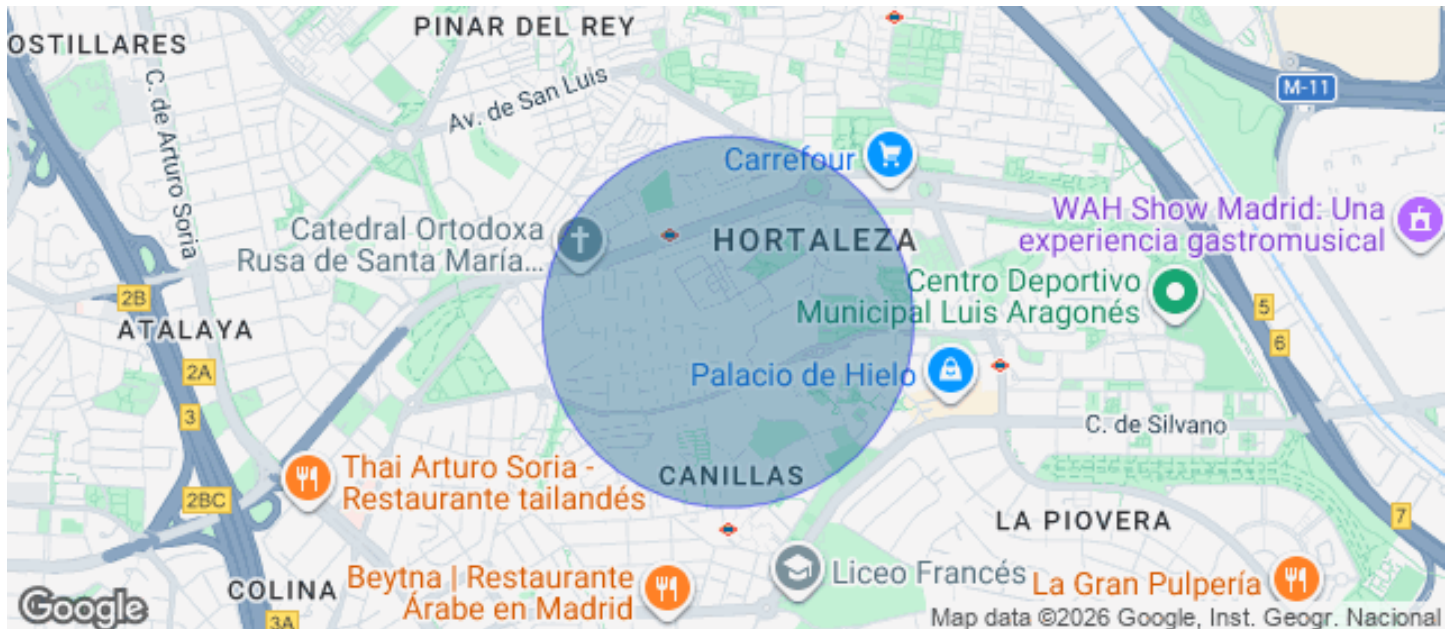 PINAR DEL REY
OSTILLARES
C. de Arturo Soria
Av. de San Luis
M-11
Carrefour
WAH Show Madrid: Una
experiencia gastromusical
Catedral Ortodoxa
Rusa de Santa María...
HORTALEZA
Centro Deportivo
Municipal Luis Aragonés
2B
ATALAYA
5
6
2A
Palacio de Hielo
3
C. de Silvano
Thai Arturo Soria -
Restaurante tailandés
CANILLAS
2BC
LA PIOVERA
7
COLINA
Beytna | Restaurante
Árabe en Madrid
Liceo Francés
La Gran Pulpería
Google
3A
Map data ©2026 Google, Inst. Geogr. Nacional